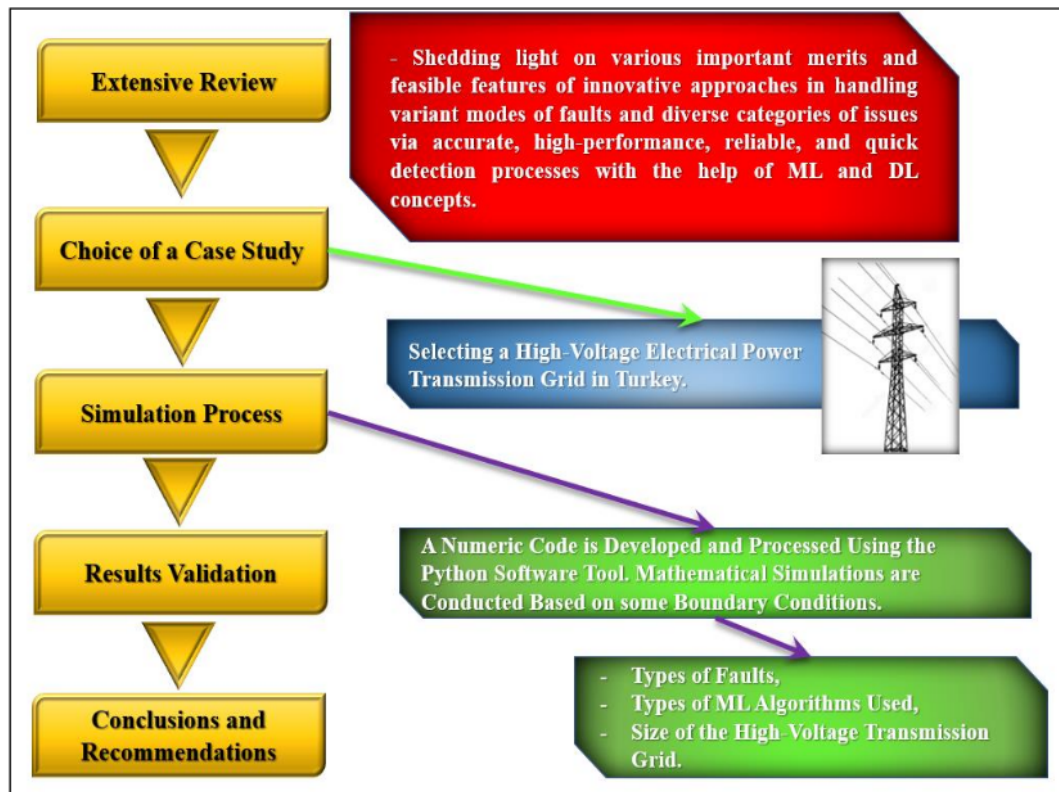 Extensive Review
- Shedding light on various important merits and
feasible features of innovative approaches in handling
variant modes of faults and diverse categories of issues
via accurate, high-performance, reliable, and quick
detection processes with the help of ML and DL
concepts.
Choice of a Case Study
Selecting a High-Voltage Electrical Power
Transmission Grid in Turkey.
Simulation Process
A Numeric Code is Developed and Processed Using the
Python Software Tool. Mathematical Simulations are
Conducted Based on some Boundary Conditions.
Results Validation
- Types of Faults,
- Types of ML Algorithms Used,
- Size of the High-Voltage Transmission
Grid.
Conclusions and
Recommendations